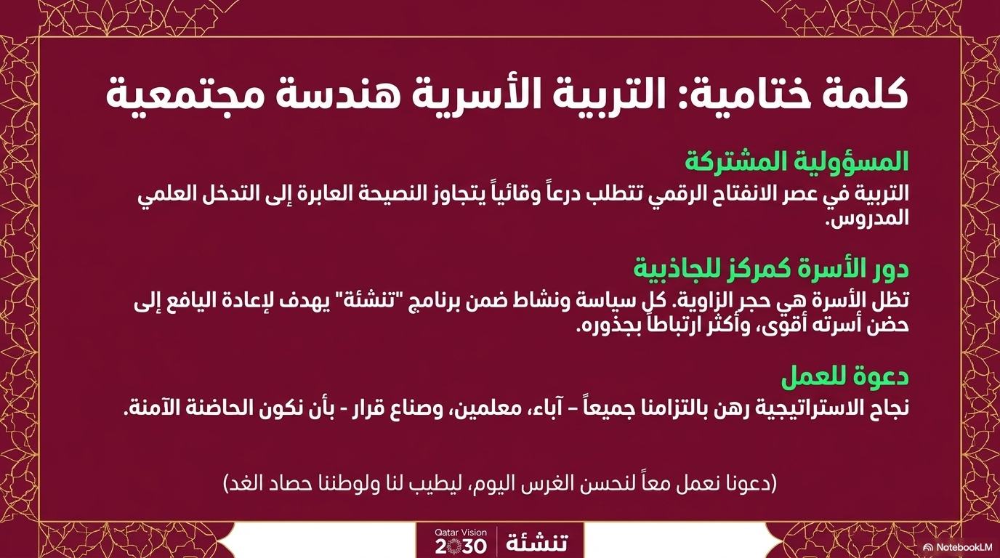 كلمة ختامية: التربية الأسرية هندسة مجتمعية
المسؤولية المشتركة
التربية في عصر الانفتاح الرقمي تتطلب درعاً وقائياً يتجاوز النصيحة العابرة إلى التدخل العلمي
المدروس.
دور الأسرة كمركز للجاذبية
تظل الأسرة هي حجر الزاوية. كل سياسة ونشاط ضمن برنامج "تنشئة" يهدف لإعادة اليافع إلى
حضن أسرته أقوى، وأكثر ارتباطاً بجذوره.
دعوة للعمل
نجاح الاستراتيجية رهن بالتزامنا جميعاً – آباء، معلمين، وصناع قرار - بأن نكون الحاضنة الآمنة.
(دعونا نعمل معاً لنحسن الغرس اليوم، ليطيب لنا ولوطننا حصاد الغد)
تنشئة
Qatar Vision
2030
NotebookLM